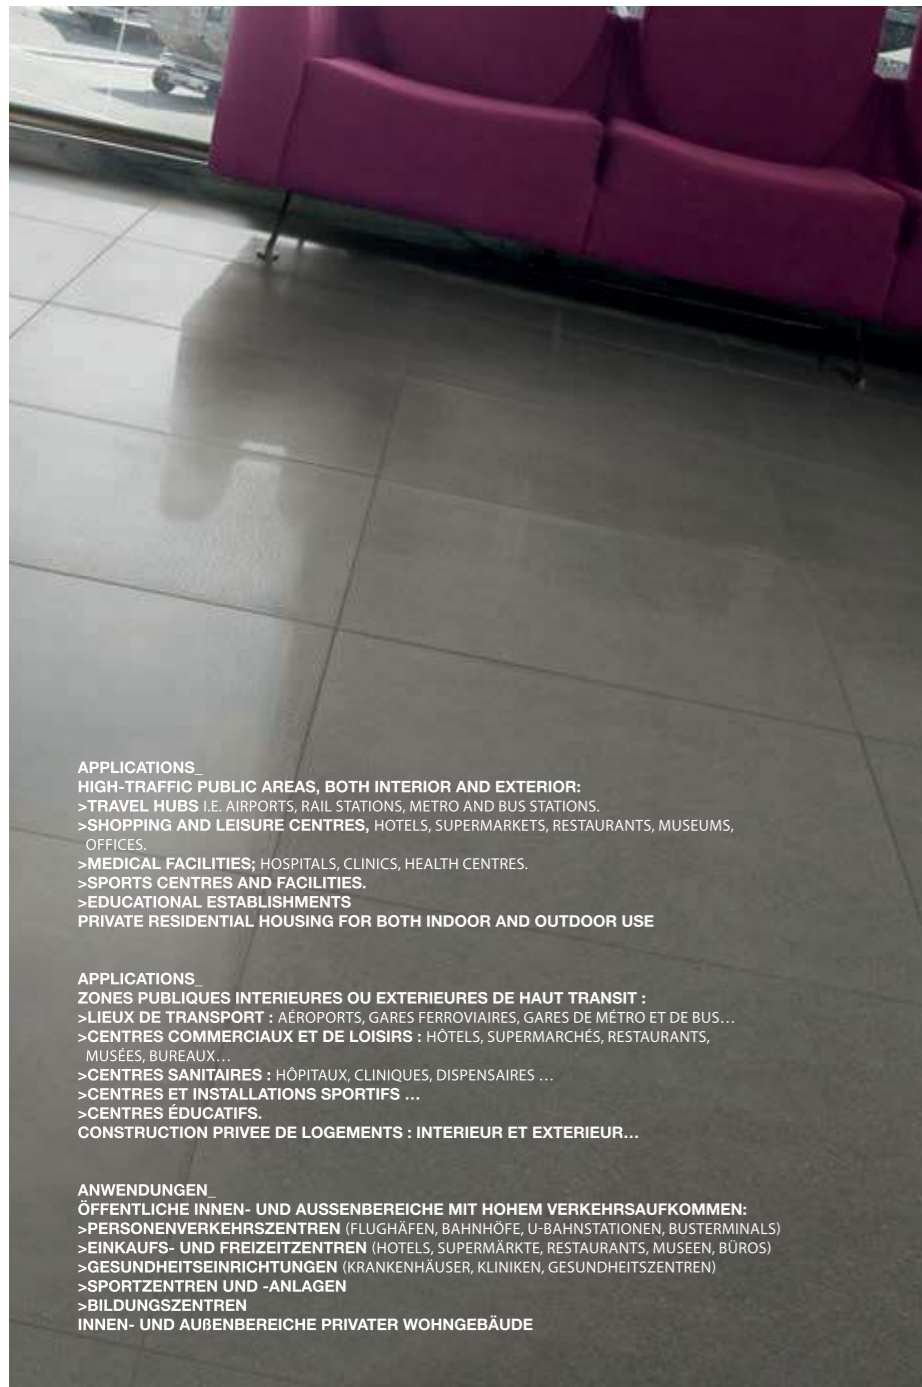 APPLICATIONS_
HIGH-TRAFFIC PUBLIC AREAS, BOTH INTERIOR AND EXTERIOR:
>TRAVEL HUBS I.E. AIRPORTS, RAIL STATIONS, METRO AND BUS STATIONS.
>SHOPPING AND LEISURE CENTRES, HOTELS, SUPERMARKETS, RESTAURANTS, MUSEUMS,
OFFICES.
>MEDICAL FACILITIES; HOSPITALS, CLINICS, HEALTH CENTRES.
>SPORTS CENTRES AND FACILITIES.
>EDUCATIONAL ESTABLISHMENTS
PRIVATE RESIDENTIAL HOUSING FOR BOTH INDOOR AND OUTDOOR USE
APPLICATIONS_
ZONES PUBLIQUES INTERIEURES OU EXTERIEURES DE HAUT TRANSIT :
>LIEUX DE TRANSPORT : AÉROPORTS, GARES FERROVIAIRES, GARES DE MÉTRO ET DE BUS…
>CENTRES COMMERCIAUX ET DE LOISIRS : HÔTELS, SUPERMARCHÉS, RESTAURANTS,
MUSÉES, BUREAUX…
>CENTRES SANITAIRES : HÔPITAUX, CLINIQUES, DISPENSAIRES …
>CENTRES ET INSTALLATIONS SPORTIFS …
>CENTRES ÉDUCATIFS.
CONSTRUCTION PRIVEE DE LOGEMENTS : INTERIEUR ET EXTERIEUR…
ANWENDUNGEN_
ÖFFENTLICHE INNEN- UND AUSSENBEREICHE MIT HOHEM VERKEHRSAUFKOMMEN:
>PERSONENVERKEHRSZENTREN (FLUGHÄFEN, BAHNHÖFE, U-BAHNSTATIONEN, BUSTERMINALS)
>EINKAUFS- UND FREIZEITZENTREN (HOTELS, SUPERMÄRKTE, RESTAURANTS, MUSEEN, BÜROS)
>GESUNDHEITSEINRICHTUNGEN (KRANKENHÄUSER, KLINIKEN, GESUNDHEITSZENTREN)
>SPORTZENTREN UND -ANLAGEN
>BILDUNGSZENTREN
INNEN- UND AUßENBEREICHE PRIVATER WOHNGEBÄUDE